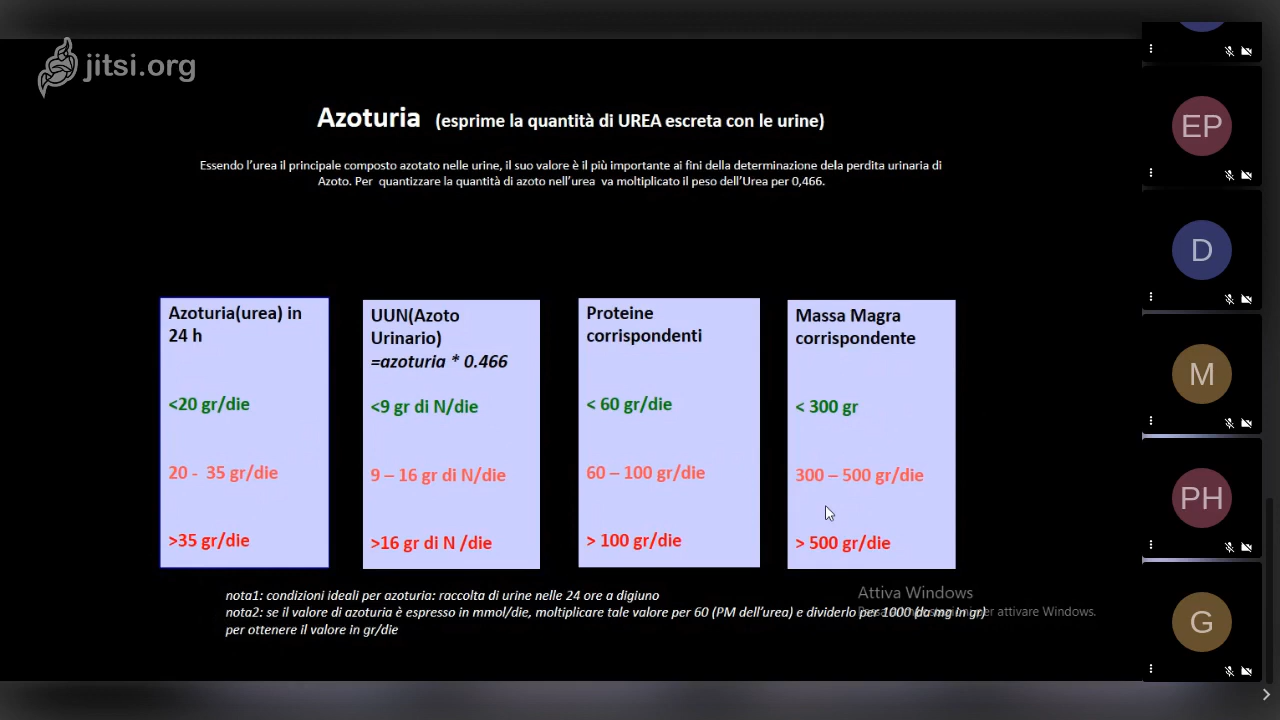 jitsi.org
Azoturia (esprime la quantità di UREA escreta con le urine)
Essendo l'urea il principale composto azotato nelle urine, il suo valore è il più importante ai fini della determinazione dela perdita urinaria di
Azoto. Per quantizzare la quantità di azoto nell'urea va moltiplicato il peso dell'Urea per 0,466.
Azoturia(urea) in
24 h
<20 gr/die
20 - 35 gr/die
>35 gr/die
UUN(Azoto
Urinario)
=azoturia * 0.466
<9 gr di N/die
9 – 16 gr di N/die
>16 gr di N /die
Proteine
corrispondenti
< 60 gr/die
60 – 100 gr/die
> 100 gr/die
Massa Magra
corrispondente
< 300 gr
300 – 500 gr/die
> 500 gr/die
nota1: condizioni ideali per azoturia: raccolta di urine nelle 24 ore a digiuno
nota2: se il valore di azoturia è espresso in mmol/die, moltiplicare tale valore per 60 (PM dell'urea) e dividerlo per 1000 (da mg in gr)
per ottenere il valore in gr/die
Attiva Windows
per attivare Windows.
EP
D
M
PH
G